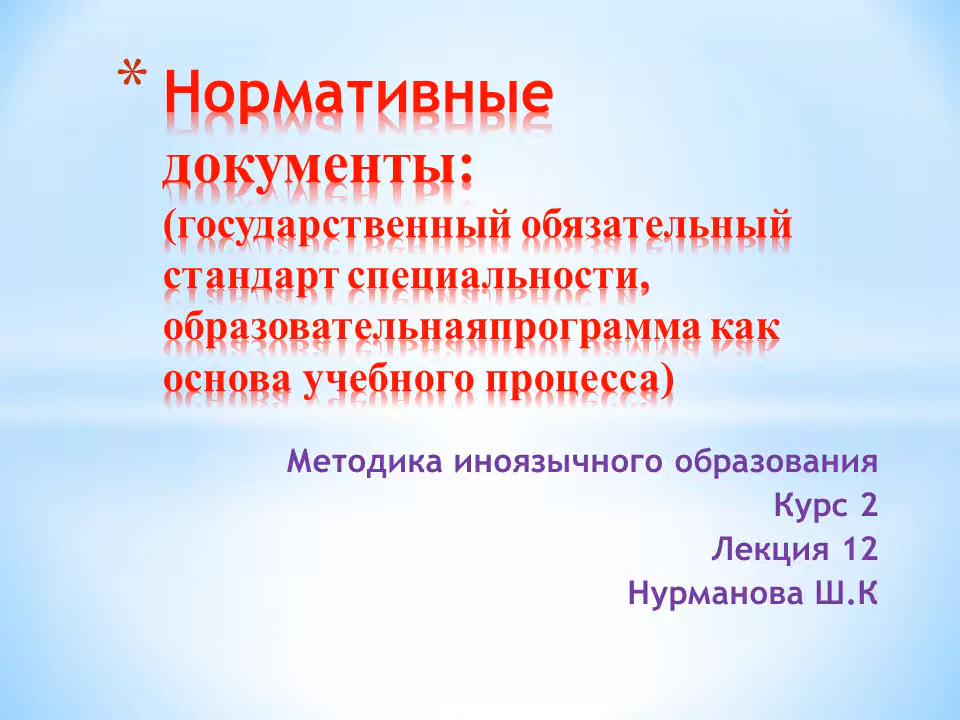 * Нормативные
документы:
(государственный обязательный
стандарт специальности,
образовательнаяпрограмма как
основа учебного процесса)
Методика иноязычного образования
Курс 2
Лекция 12
Нурманова Ш.К